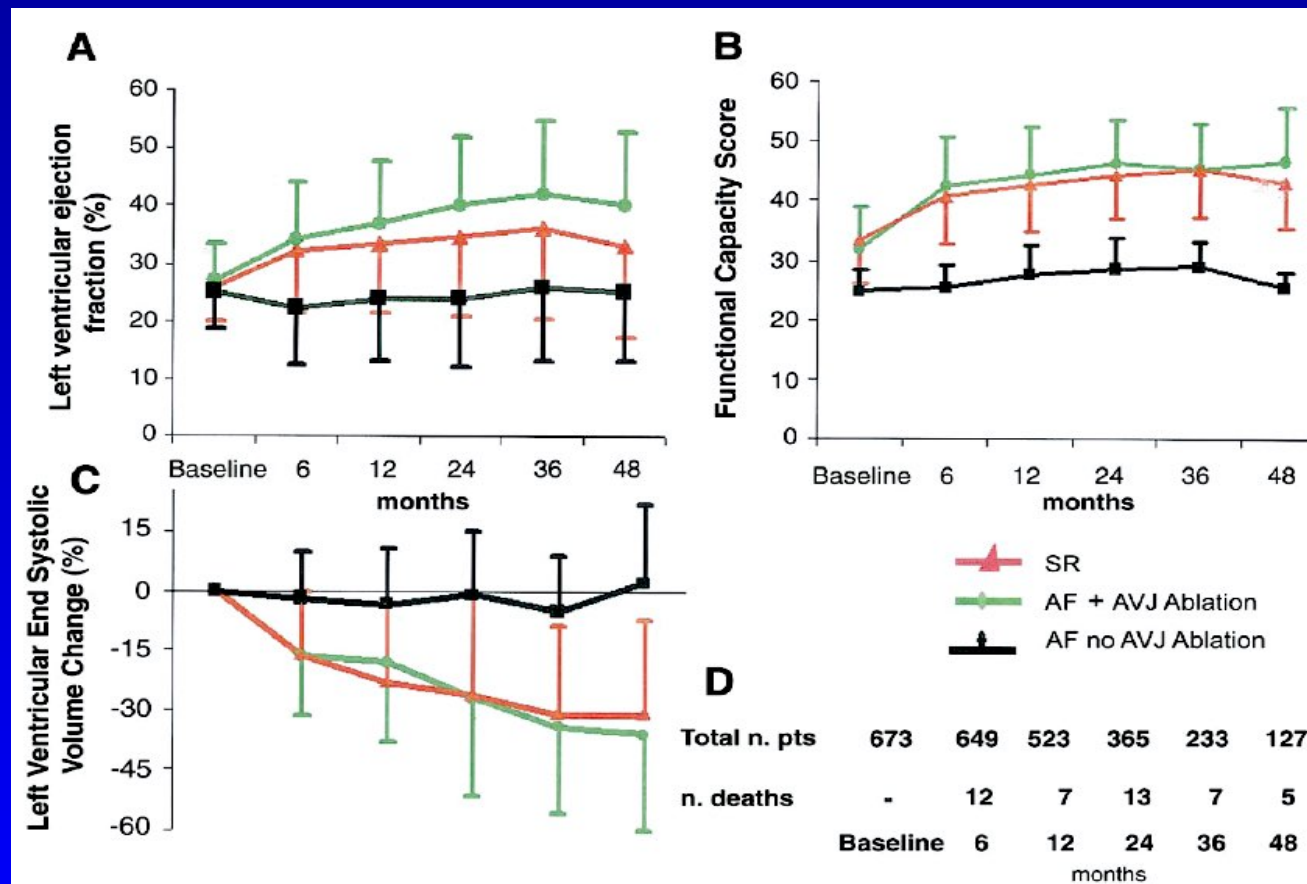 A
60
50
40
30
20
10
0
Left ventricular ejection
fraction (%)
Baseline 6 12 24 36 48
months
B
60
50
40
30
20
10
0
Functional Capacity Score
Baseline 6 12 24 36 48
months
C
15
0
-15
-30
-45
-60
Left Ventricular End Systolic
Volume Change (%)
SR
AF + AVJ Ablation
AF no AVJ Ablation
D
Total n. pts 673 649 523 365 233 127
n. deaths - 12 7 13 7 5
Baseline 6 12 24 36 48
months